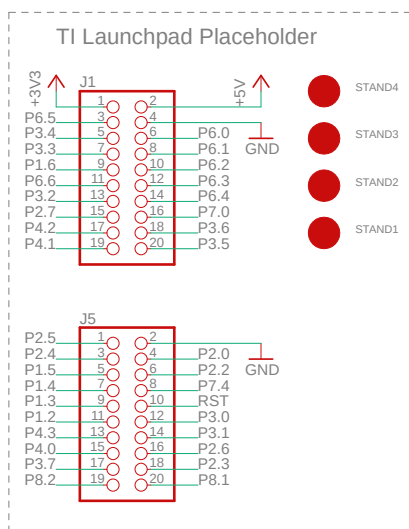 TI Launchpad Placeholder
+3V3 J1 +5V STAND4
1 2
P6.5 3 4
P3.4 5 6 P6.0 GND STAND3
P3.3 7 8 P6.1
P1.6 9 10 P6.2
P6.6 11 12 P6.3 STAND2
P3.2 13 14 P6.4
P2.7 15 16 P7.0
P4.2 17 18 P3.6 STAND1
P4.1 19 20 P3.5
J5
P2.5 1 2
P2.4 3 4 P2.0
P1.5 5 6 P2.2 GND
P1.4 7 8 P7.4
P1.3 9 10 RST
P1.2 11 12 P3.0
P4.3 13 14 P3.1
P4.0 15 16 P2.6
P3.7 17 18 P2.3
P8.2 19 20 P8.1